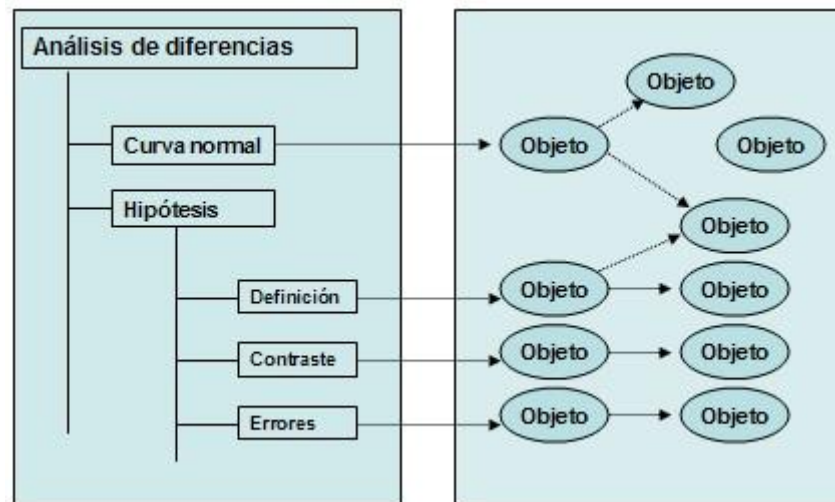 Análisis de diferencias
Objeto
Curva normal
Objeto
Objeto
Hipótesis
Objeto
Definición
Objeto
Objeto
Contraste
Objeto
Objeto
Errores
Objeto
Objeto